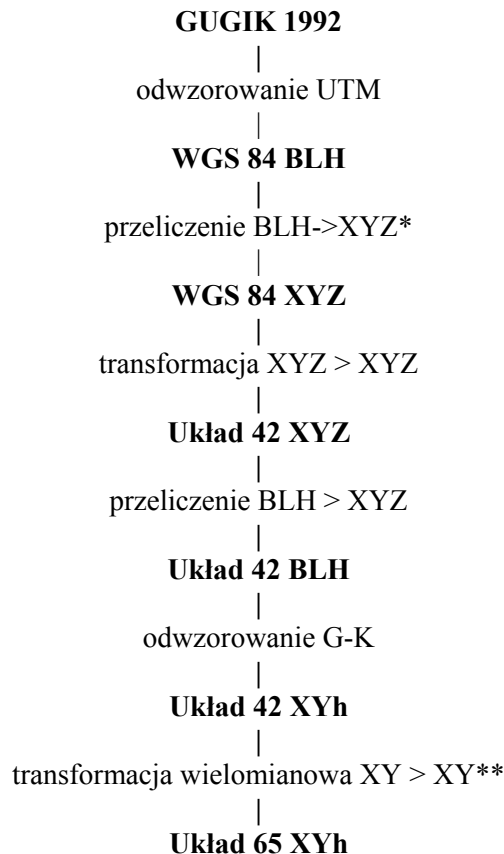 GUGIK 1992
|
odwzorowanie UTM
|
WGS 84 BLH
|
przeliczenie BLH->XYZ*
|
WGS 84 XYZ
|
transformacja XYZ > XYZ
|
Układ 42 XYZ
|
przeliczenie BLH > XYZ
|
Układ 42 BLH
|
odwzorowanie G-K
|
Układ 42 XYh
|
transformacja wielomianowa XY > XY**
|
Układ 65 XYh